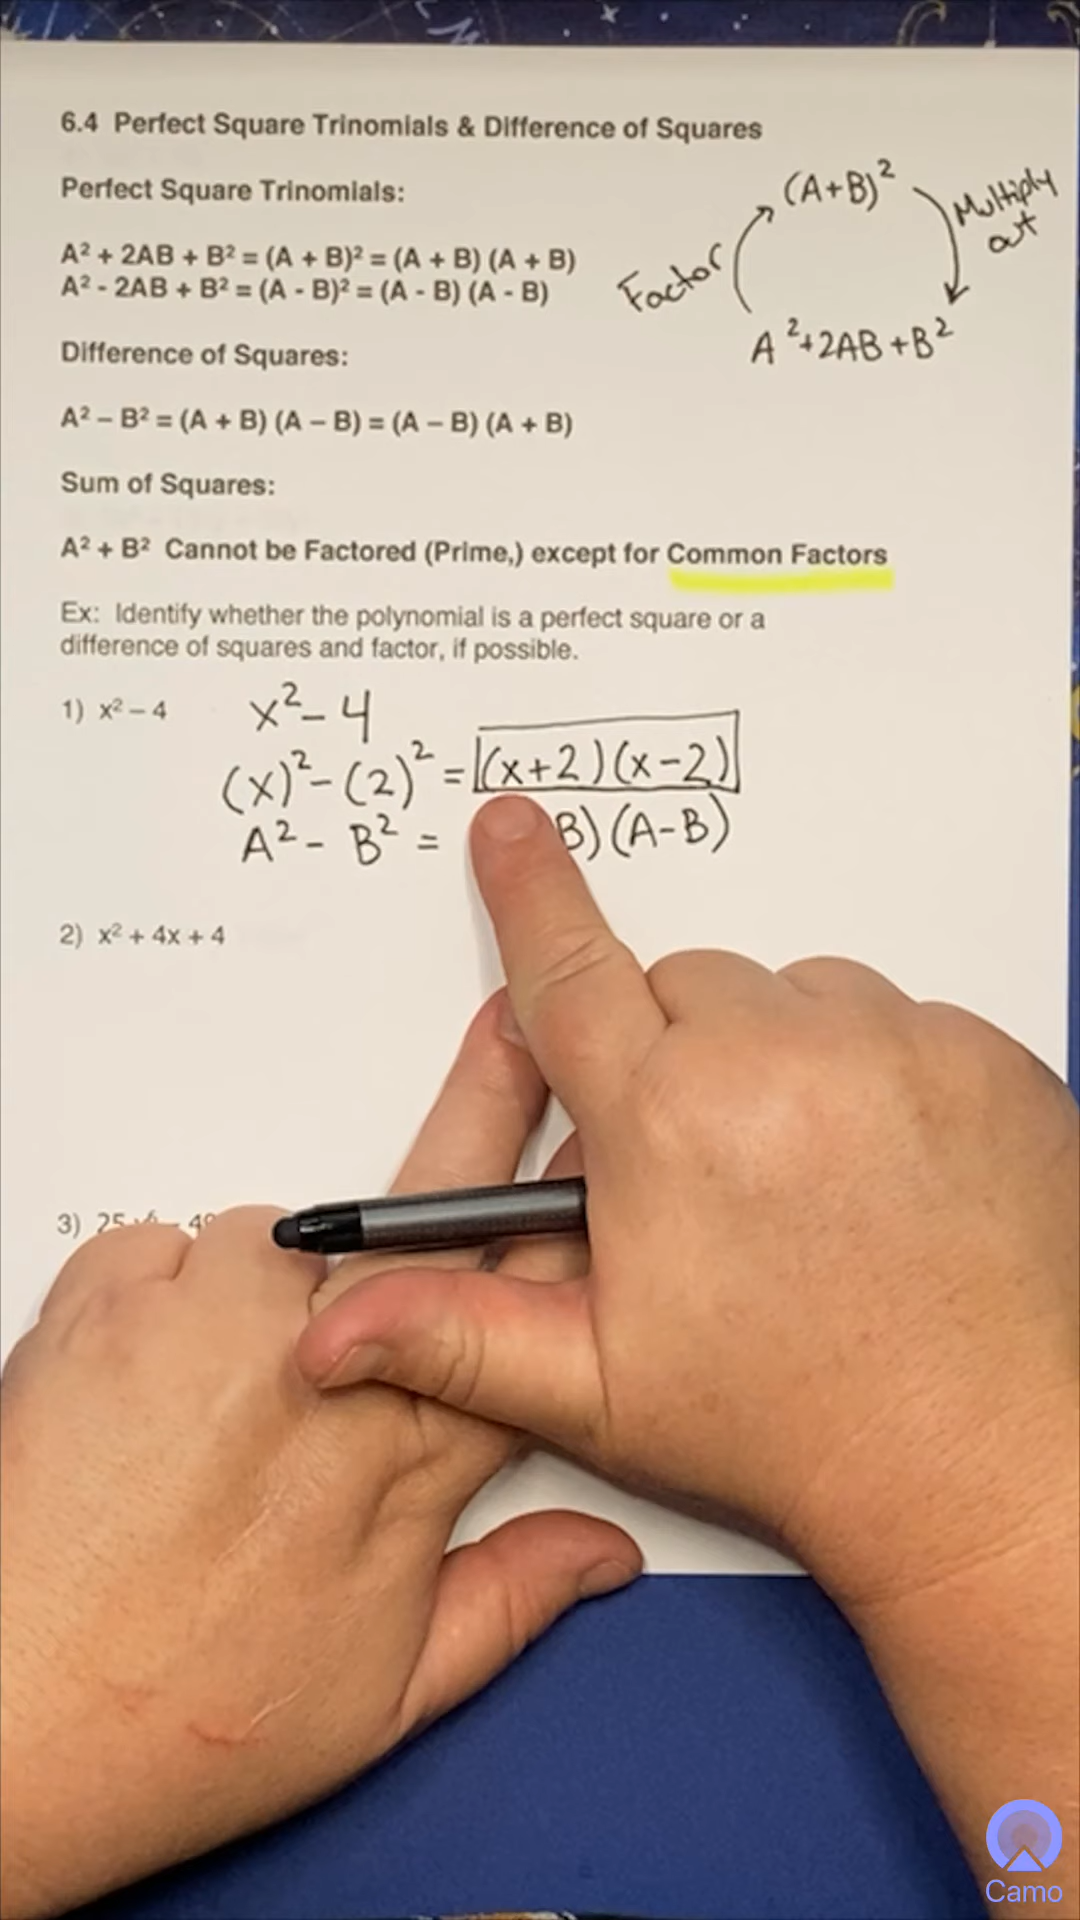 6.4 Perfect Square Trinomials & Difference of Squares
Perfect Square Trinomials:
(A+B)²
Multiply
out
Factor
A²+2AB+B²
A² + 2AB + B² = (A + B)² = (A + B) (A + B)
A² - 2AB + B² = (A - B)² = (A - B) (A - B)
Difference of Squares:
A² – B² = (A + B) (A – B) = (A – B) (A + B)
Sum of Squares:
A² + B² Cannot be Factored (Prime,) except for Common Factors
Ex: Identify whether the polynomial is a perfect square or a
difference of squares and factor, if possible.
1) x² – 4
x² - 4
(x)² - (2)² = (x+2)(x-2)
A² - B² = B)(A-B)
2) x² + 4x + 4
3) 25
Camo